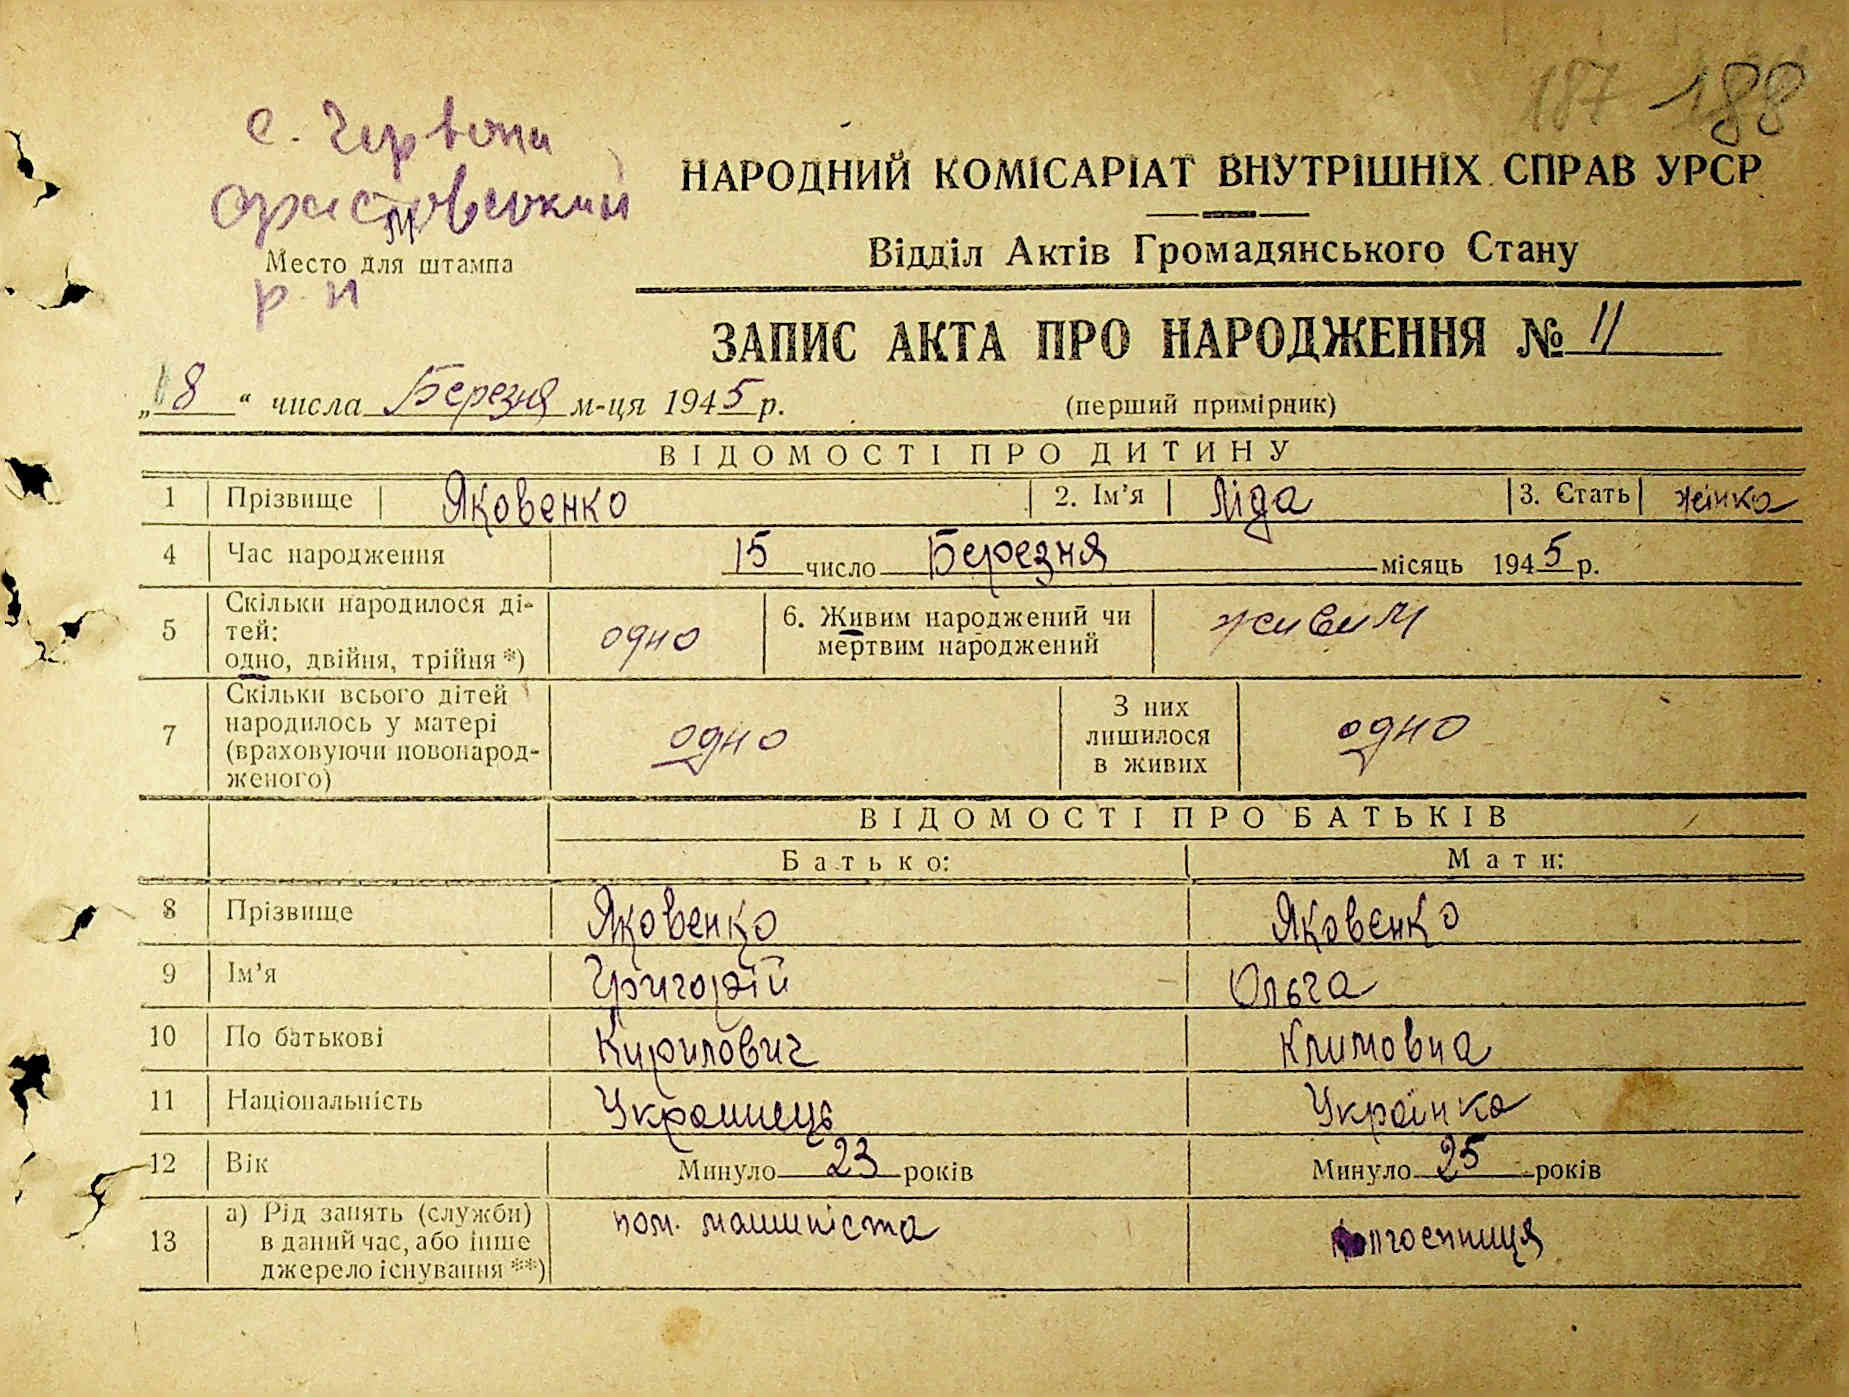 187 188
с. Червона
НАРОДНИЙ КОМІСАРІАТ ВНУТРІШНІХ СПРАВ УРСР
Відділ Актів Громадянського Стану
Место для штампа
р-н
ЗАПИС АКТА ПРО НАРОДЖЕННЯ № 11
„18“ числа Березня м-ця 1945 р. (перший примірник)
ВІДОМОСТІ ПРО ДИТИНУ
1 Прізвище Яковенко 2. Ім’я Ліда 3. Стать жінка
4 Час народження 15 число Березня місяць 1945 р.
5 Скільки народилося ді-
тей:
одно, двійня, трійня *) одно
6. Живим народжений чи
мертвим народжений живим
7 Скільки всього дітей
народилось у матері
(враховуючи новонарод-
женого) одно
З них
лишилося
в живих одно
ВІДОМОСТІ ПРО БАТЬКІВ
Батько: Мати:
8 Прізвище Яковенко Яковенко
9 Ім’я Григорій Ольга
10 По батькові Кирилович Климовна
11 Національність Українець Українка
12 Вік Минуло 23 років Минуло 25 років
13 а) Рід занять (служби)
в даний час, або інше
джерело існування **) пом. машиніста колгоспниця